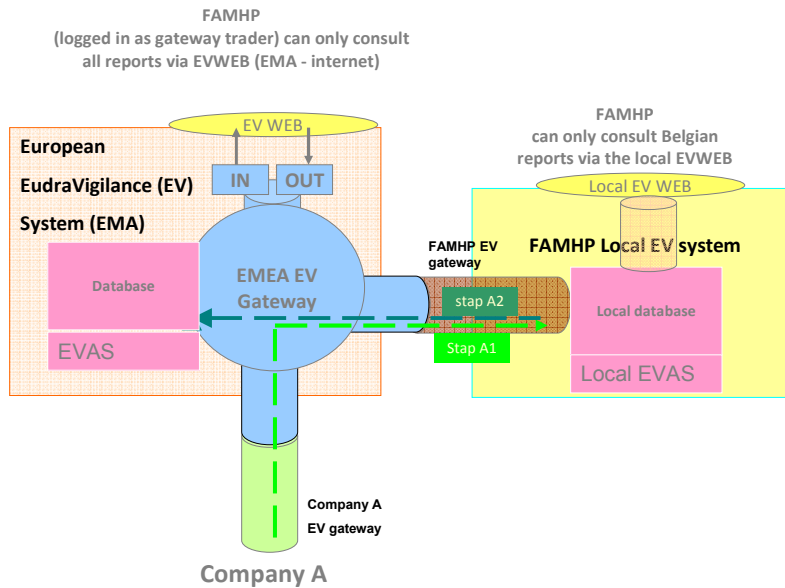 FAMHP
(logged in as gateway trader) can only consult
all reports via EVWEB (EMA - internet)
EV WEB
FAMHP
can only consult Belgian
reports via the local EVWEB
European
EudraVigilance (EV)
System (EMA)
IN
OUT
Local EV WEB
FAMHP EV
gateway
FAMHP Local EV system
EMEA EV
Gateway
Database
EVAS
stap A2
Stap A1
Local database
Local EVAS
Company A
EV gateway
Company A